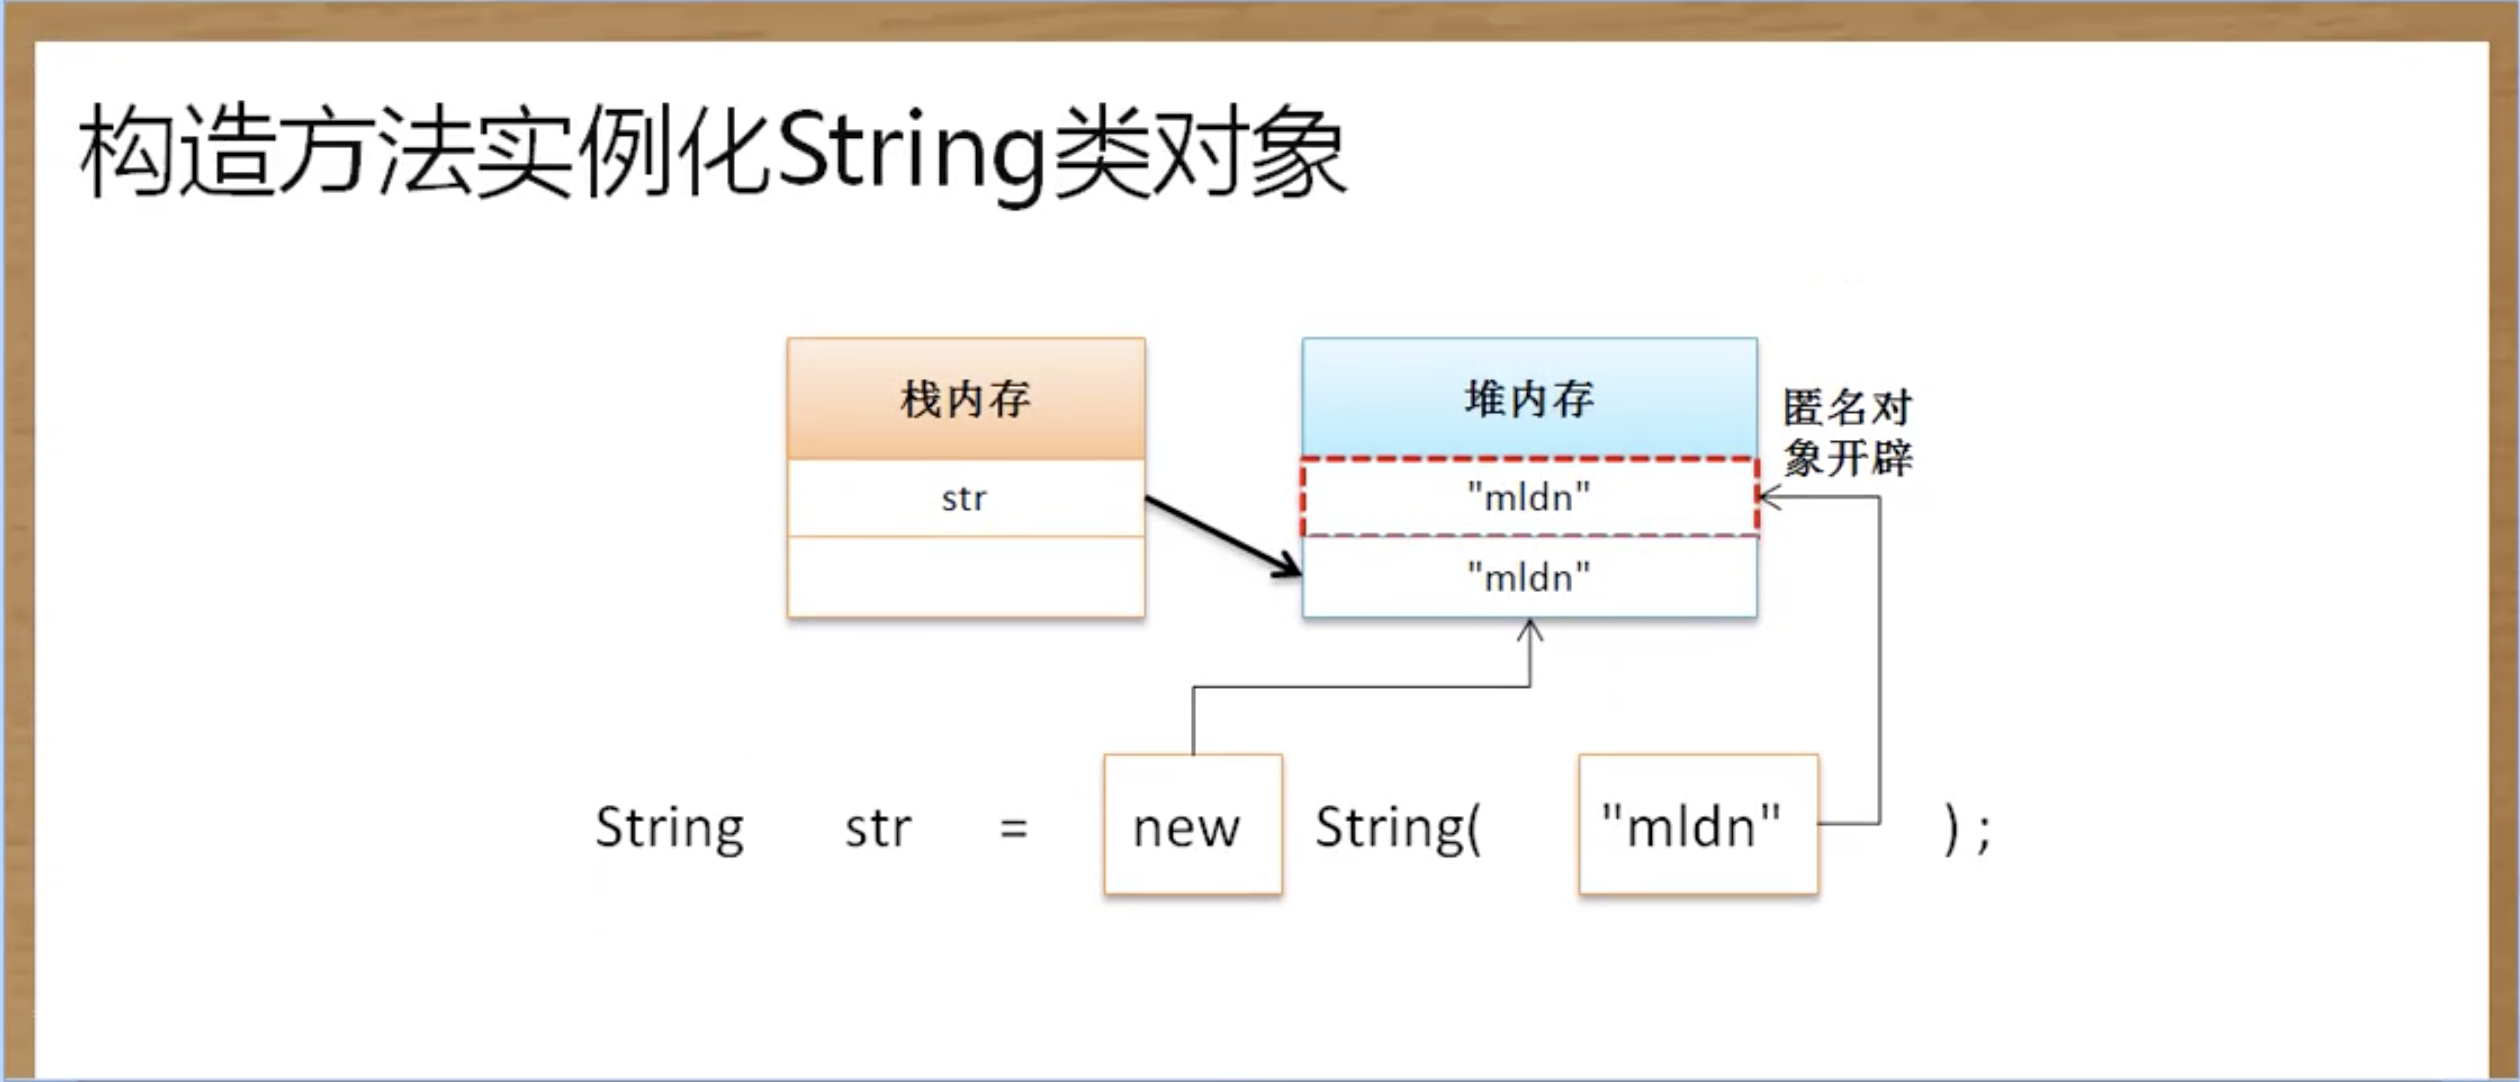 构造方法实例化String类对象
栈内存
堆内存
匿名对
象开辟
str
"mldn"
"mldn"
String str = new String( "mldn" ) ;